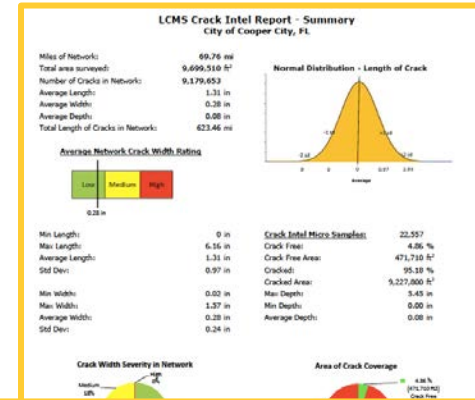 LCMS Crack Intel Report - Summary
City of Cooper City, FL
Miles of Network: 69.76 mi
Total area surveyed: 9,699,510 ft²
Number of Cracks in Network: 9,179,653
Average Length: 1.31 in
Average Width: 0.28 in
Average Depth: 0.08 in
Total Length of Cracks in Network: 623.46 mi
Normal Distribution - Length of Crack
Average
Average Network Crack Width Rating
Low Medium High
0.28 in
Min Length: 0 in
Max Length: 6.16 in
Average Length: 1.31 in
Std Dev: 0.97 in
Min Width: 0.02 in
Max Width: 1.57 in
Average Width: 0.28 in
Std Dev: 0.24 in
Crack Intel Micro Samples: 22,557
Crack Free: 4.86 %
Crack Free Area: 471,710 ft²
Cracked: 95.18 %
Cracked Area: 9,227,800 ft²
Max Depth: 5.45 in
Min Depth: 0.00 in
Average Depth: 0.08 in
Crack Width Severity in Network
High
Medium
18%
Area of Crack Coverage
4.86 %
(471,710 ft2)
Crack Free